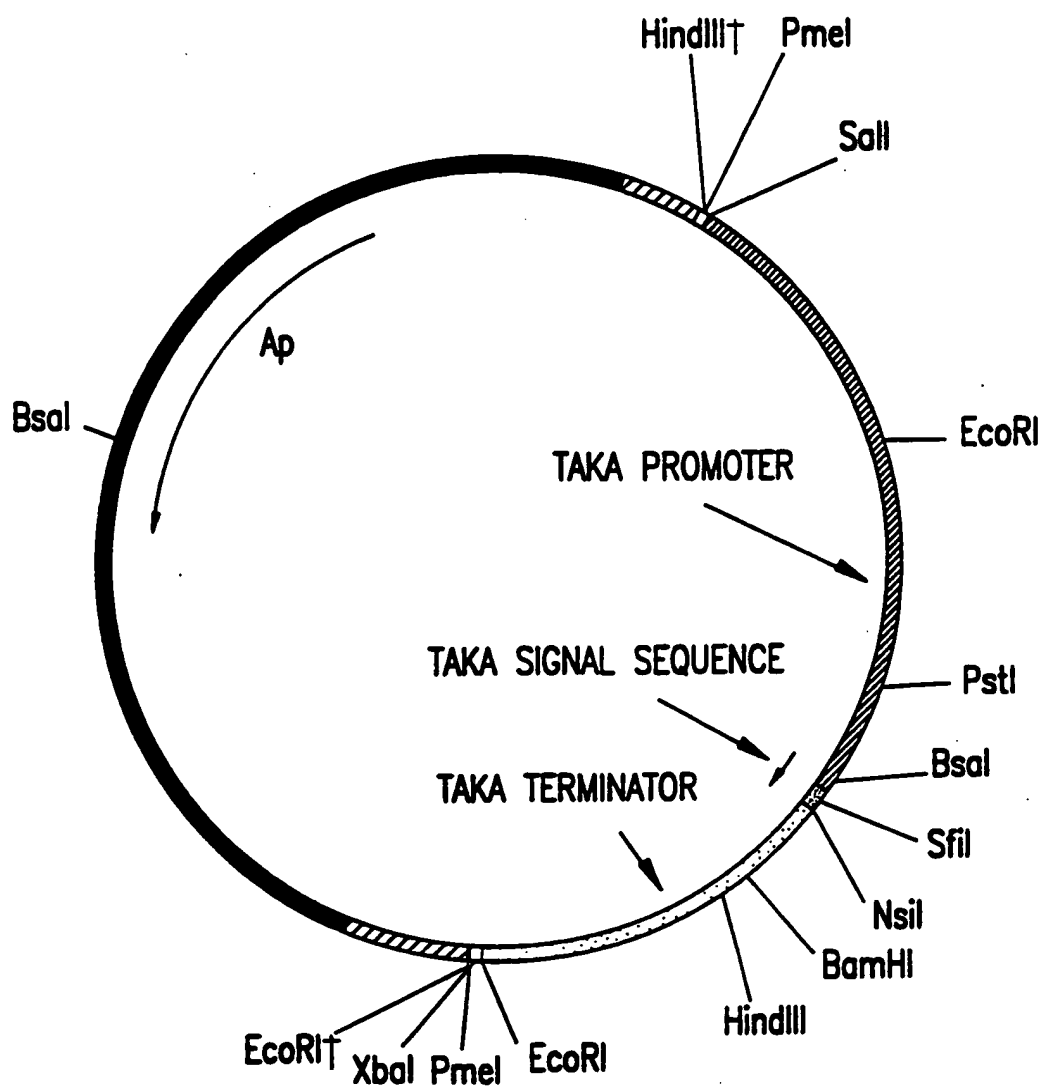 HindIII† PmeI
SalI
Ap
BsaI
EcoRI
TAKA PROMOTER
TAKA SIGNAL SEQUENCE
PstI
TAKA TERMINATOR
BsaI
SfiI
NsiI
BamHI
HindIII
EcoRI† XbaI PmeI EcoRI